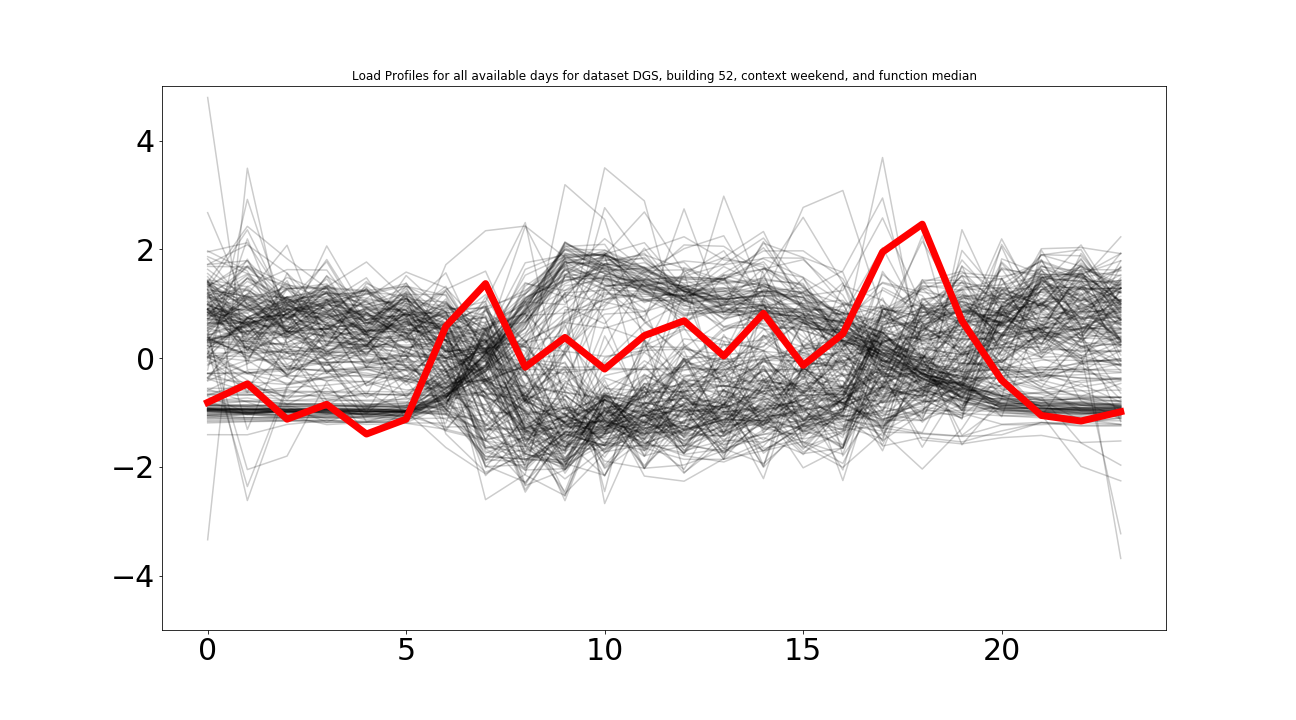 Load Profiles for all available days for dataset DGS, building 52, context weekend, and function median
4
2
0
−2
−4
0 5 10 15 20